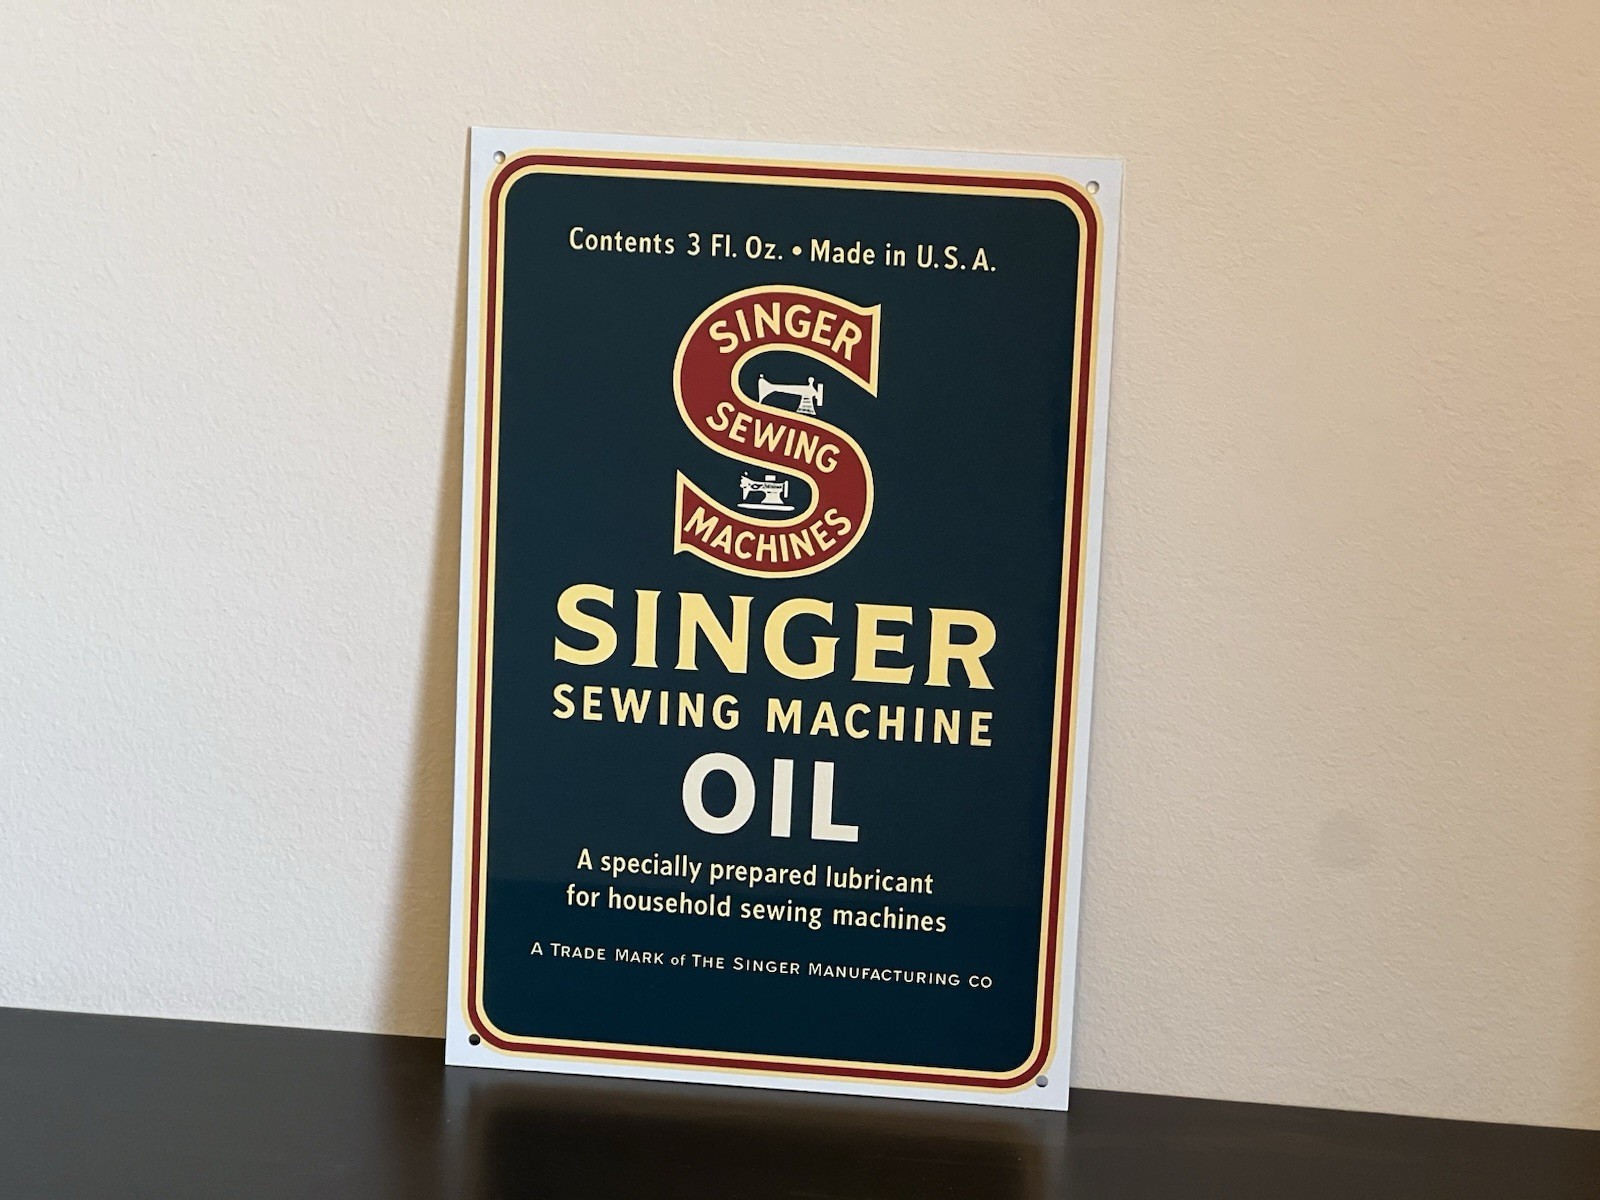 Contents 3 Fl. Oz. • Made in U.S.A.
SINGER
SEWING
MACHINES
SINGER
SEWING MACHINE
OIL
A specially prepared lubricant
for household sewing machines
A TRADE MARK of THE SINGER MANUFACTURING CO